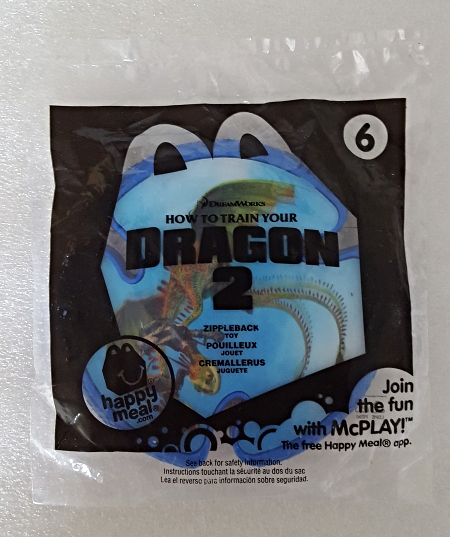 6
DREAMWORKS
HOW TO TRAIN YOUR
DRAGON
2
ZIPPLEBACK
TOY
POUILLEUX
JOUET
CREMALLERUS
JUGUETE
happy
meal®
.com
Join
the fun
with McPLAY!™
The free Happy Meal® app.
See back for safety information.
Instructions touchant la sécurité au dos du sac
Lea el reverso para información sobre seguridad.